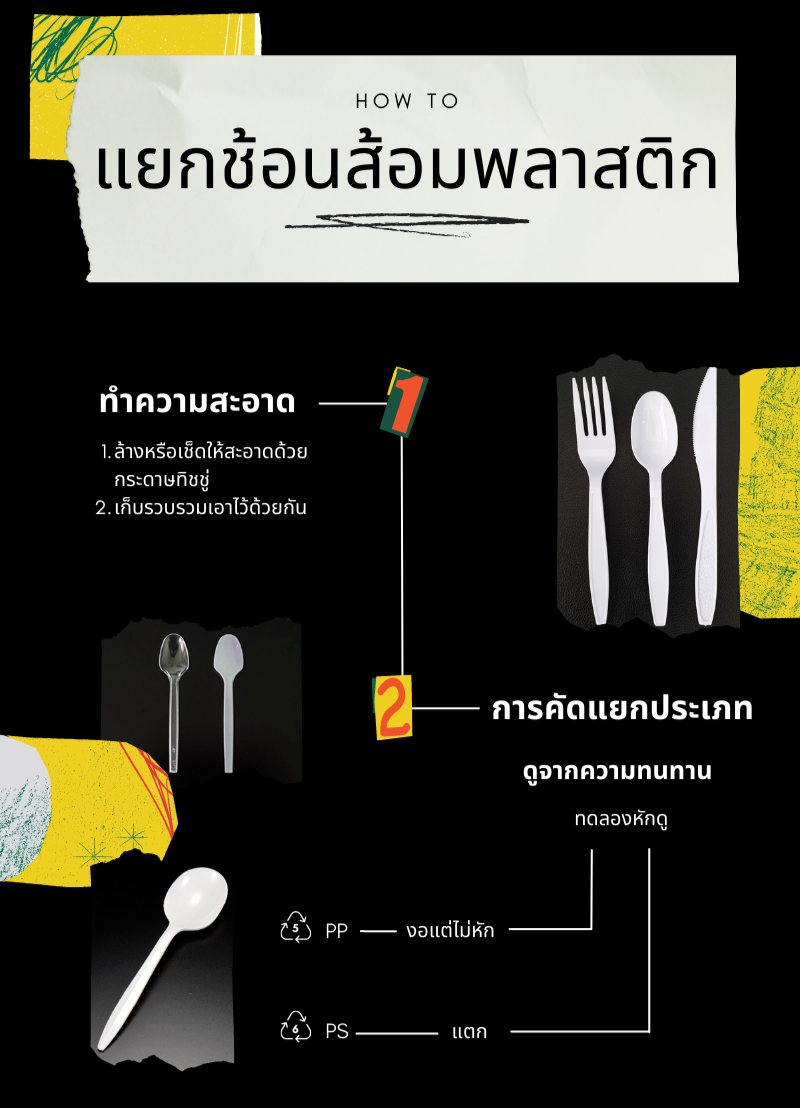 HOW TO
แยกช้อนส้อมพลาสติก
ทำความสะอาด
1
1. ล้างหรือเช็ดให้สะอาดด้วย
กระดาษทิชชู่
2. เก็บรวบรวมเอาไว้ด้วยกัน
2
การคัดแยกประเภท
ดูจากความทนทาน
ทดลองหักดู
5 PP งอแต่ไม่หัก
6 PS แตก